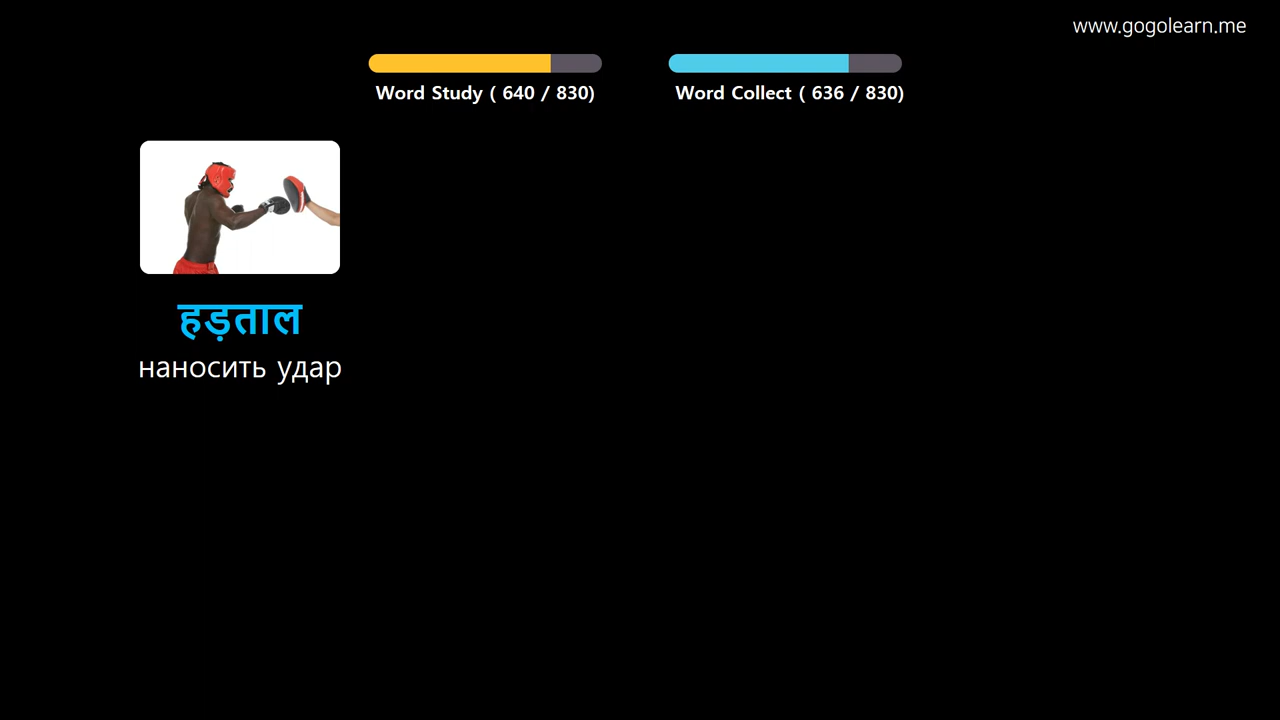 www.gogolearn.me
Word Study ( 640 / 830)
Word Collect ( 636 / 830)
हड़ताल
наносить удар